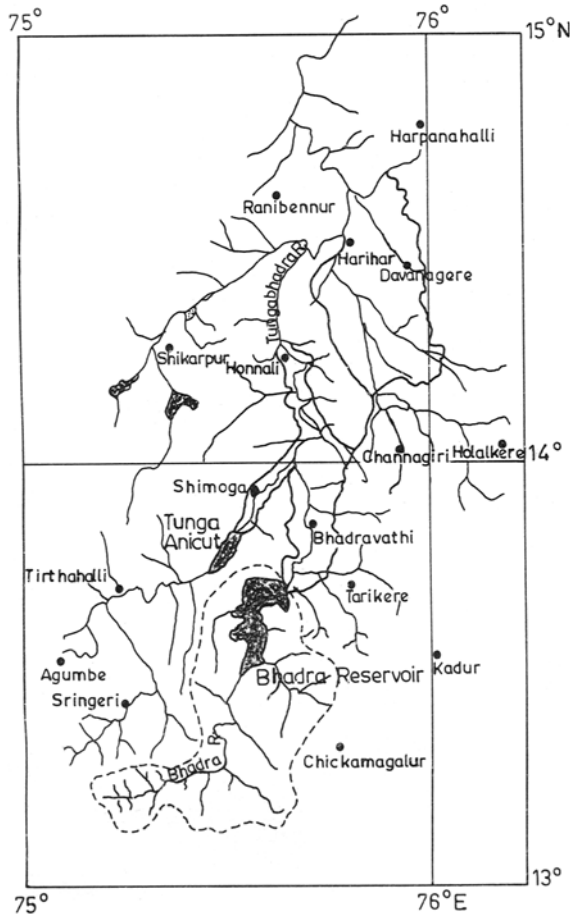 75°
76°
15°N
Harpanahalli
Ranibennur
Harihar
Davanagere
Tungabhadra R.
Shikarpur
Honnali
Channagiri
Holalkere
14°
Shimoga
Tunga
Anicut
Bhadravathi
Tirthahalli
Tarikere
Agumbe
Bhadra Reservoir
Kadur
Sringeri
Bhadra R.
Chickamagalur
13°
75°
76°E